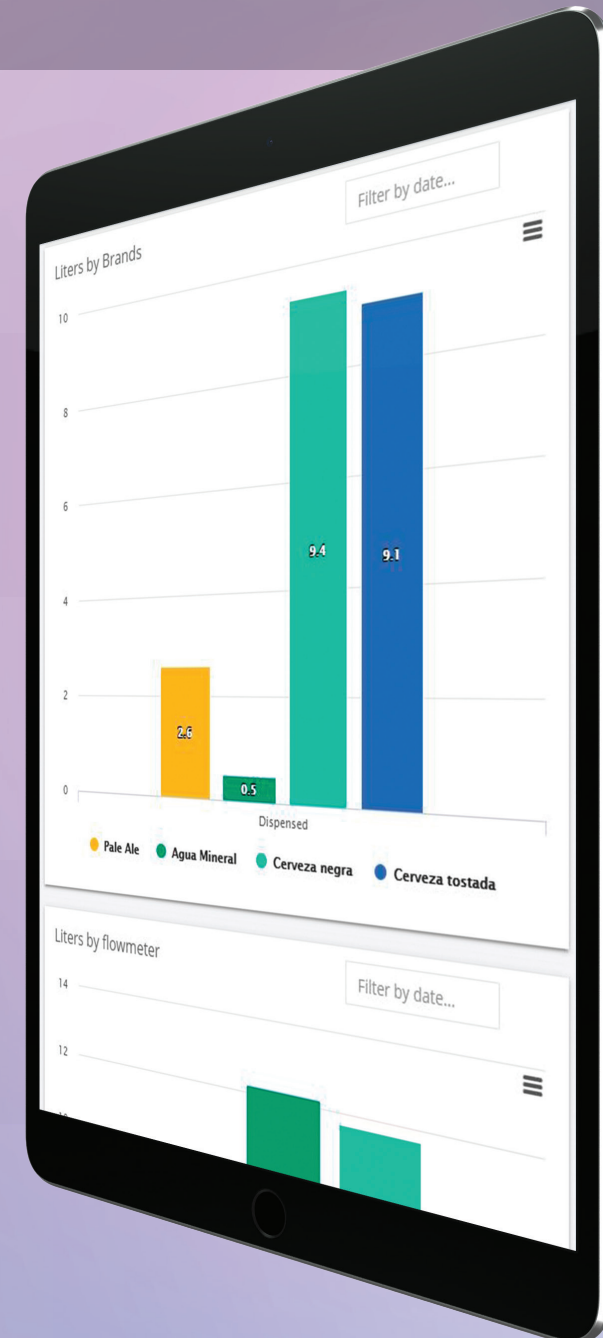 Filter by date...
Liters by Brands
10
8
6
4
2
0
2.6
0.5
9.4
9.1
Dispensed
Pale Ale Agua Mineral Cerveza negra Cerveza tostada
Liters by flowmeter
Filter by date...
14
12